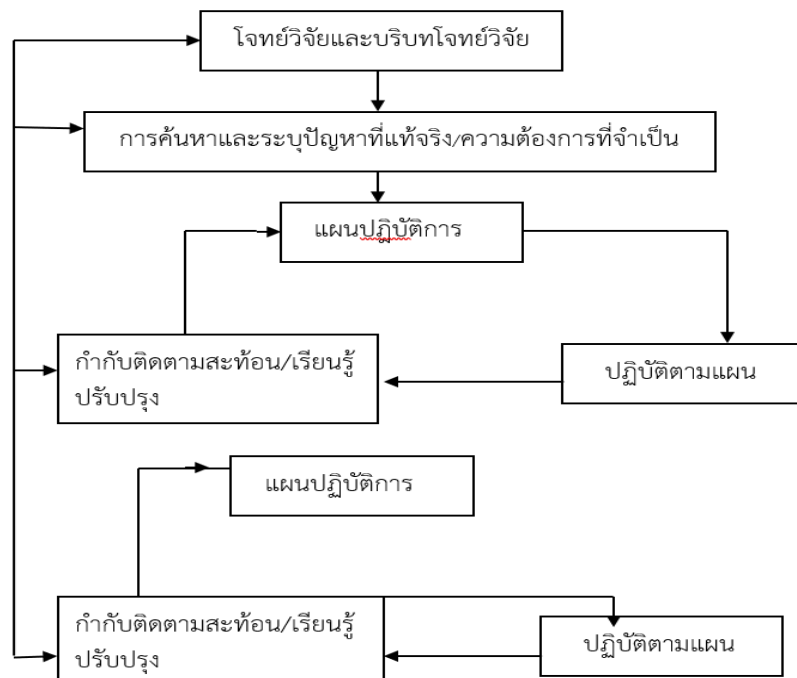 โจทย์วิจัยและบริบทโจทย์วิจัย
การค้นหาและระบุปัญหาที่แท้จริง/ความต้องการที่จำเป็น
แผนปฏิบัติการ
กำกับติดตามสะท้อน/เรียนรู้
ปรับปรุง
ปฏิบัติตามแผน
แผนปฏิบัติการ
กำกับติดตามสะท้อน/เรียนรู้
ปรับปรุง
ปฏิบัติตามแผน